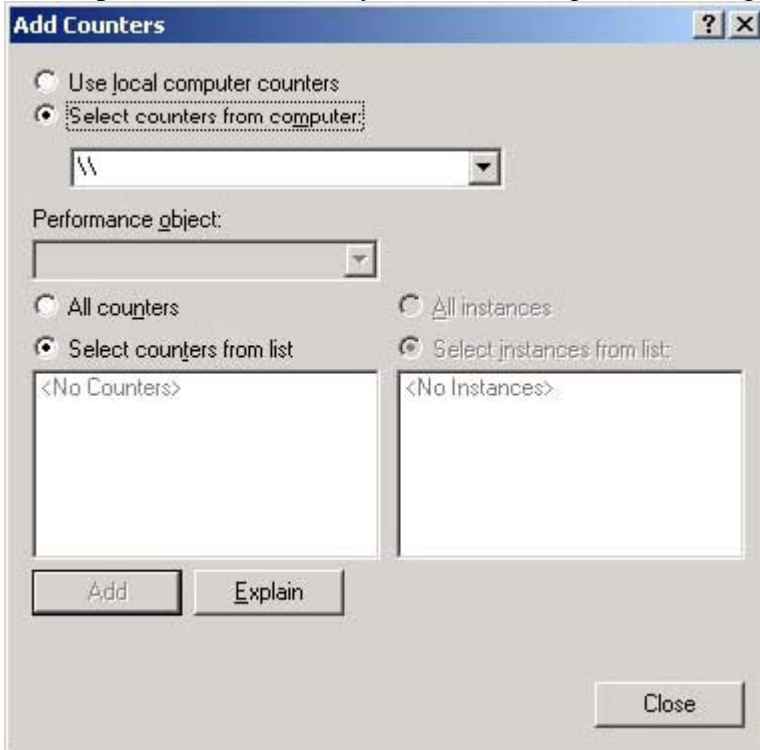 Add Counters
Use local computer counters
Select counters from computer:
\\
Performance object:
All counters
All instances
Select counters from list
Select instances from list:
<No Counters>
<No Instances>
Add
Explain
Close